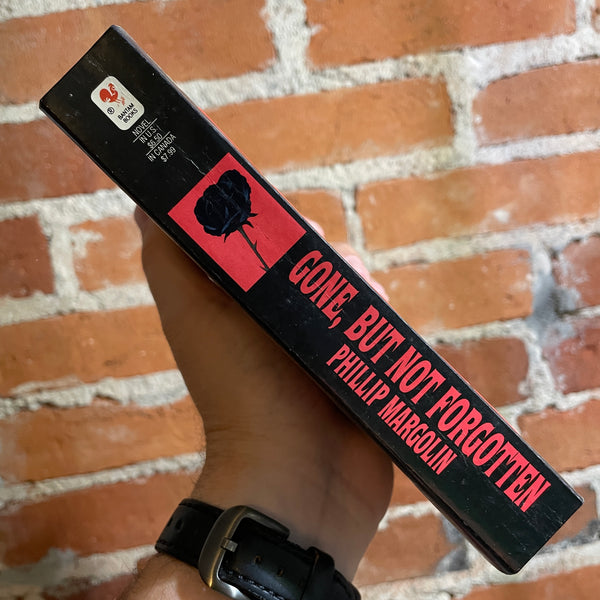 BANTAM
BOOKS
NOVEL
IN U.S.
$6.50
IN CANADA
$7.99
GONE, BUT NOT FORGOTTEN
PHILLIP MARGOLIN